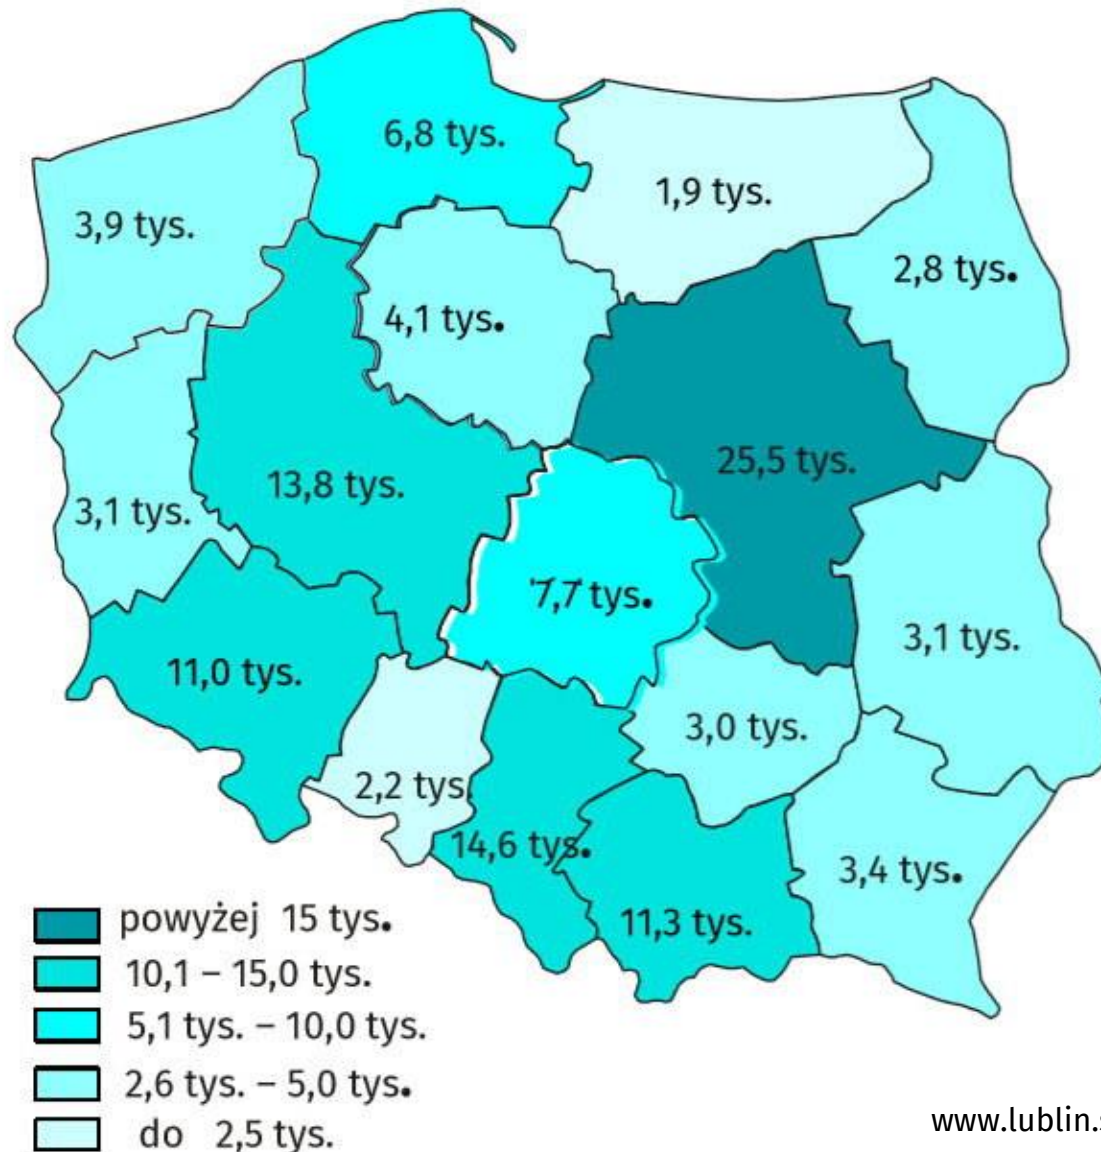 6,8 tys.
1,9 tys.
3,9 tys.
2,8 tys.
4,1 tys.
25,5 tys.
13,8 tys.
3,1 tys.
7,7 tys.
3,1 tys.
11,0 tys.
3,0 tys.
2,2 tys.
14,6 tys.
3,4 tys.
11,3 tys.
powyżej 15 tys.
10,1 – 15,0 tys.
5,1 tys. – 10,0 tys.
2,6 tys. – 5,0 tys.
do 2,5 tys.
www.lublin.s